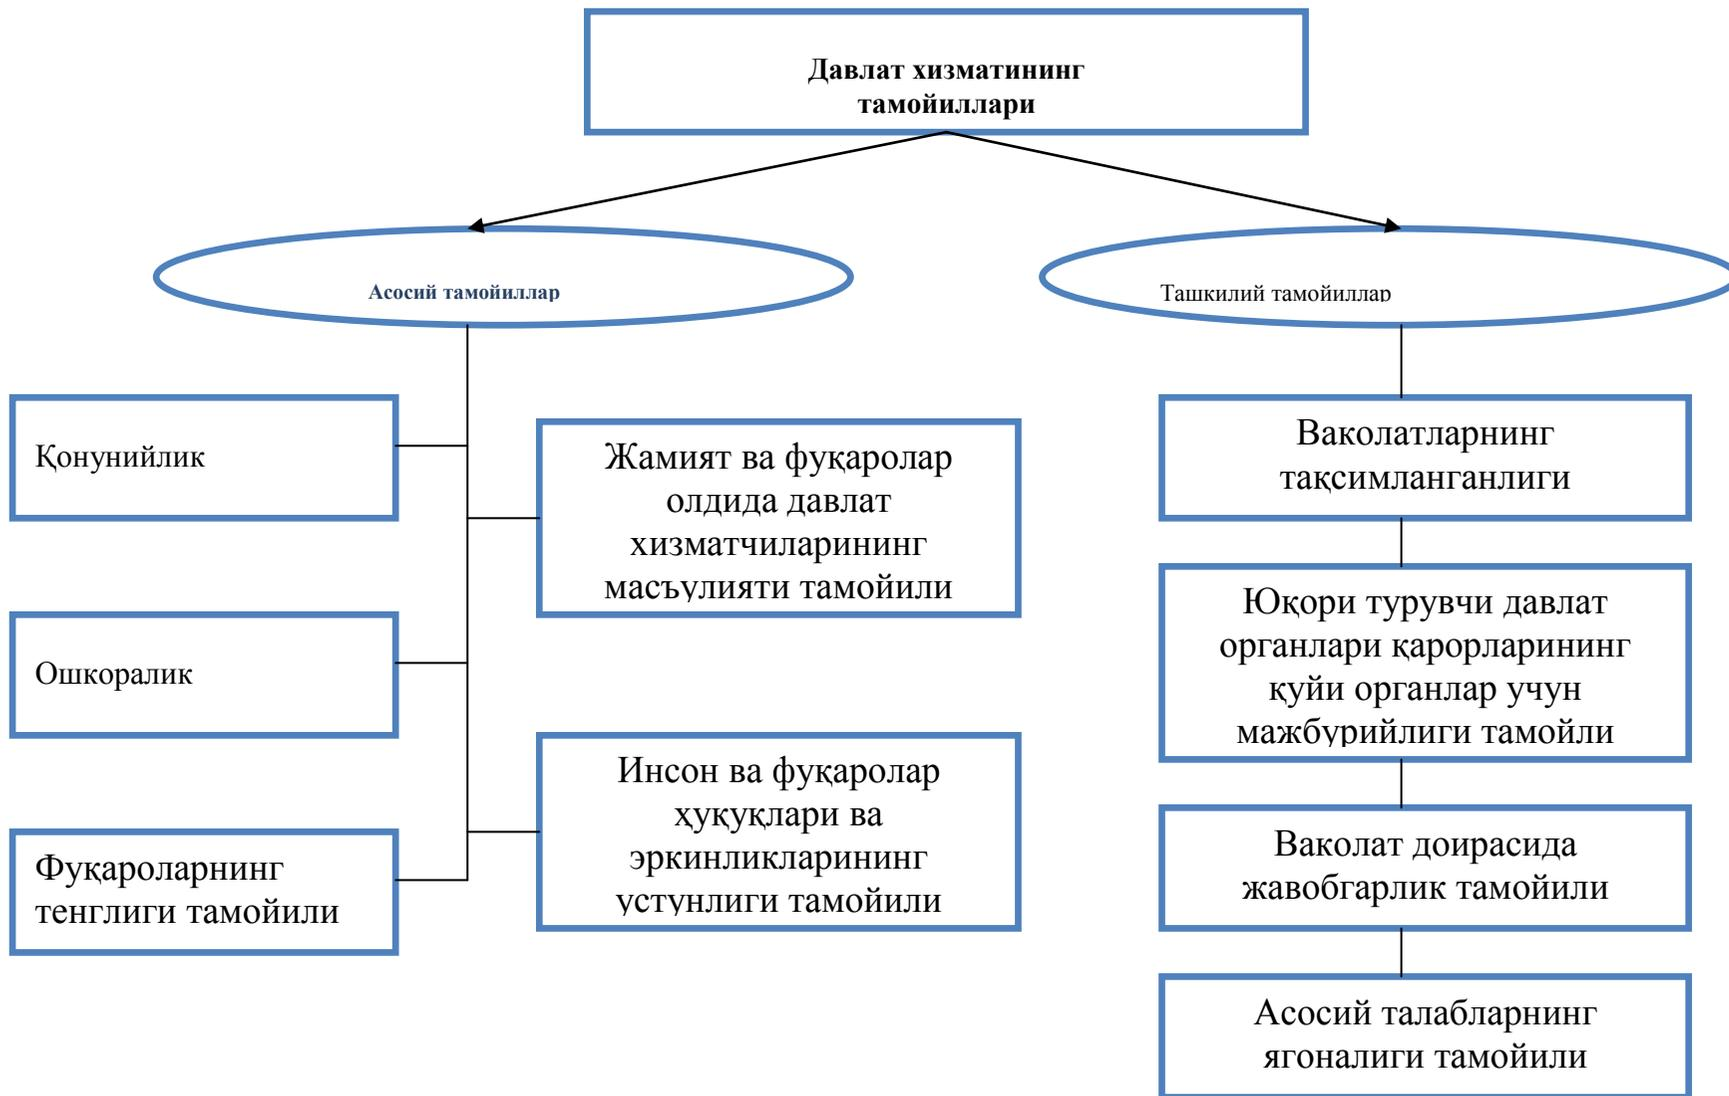 Давлат хизматининг
тамойиллари
Асосий тамойиллар
Ташкилий тамойиллар
Қонунийлик
Жамият ва фуқаролар
олдида давлат
хизматчиларининг
масъулияти тамойили
Ошкоралик
Инсон ва фуқаролар
ҳуқуқлари ва
эркинликларининг
устунлиги тамойили
Фуқароларнинг
тенглиги тамойили
Ваколатларнинг
тақсимланганлиги
Юқори турувчи давлат
органлари қарорларининг
қуйи органлар учун
мажбурийлиги тамойли
Ваколат доирасида
жавобгарлик тамойили
Асосий талабларнинг
ягоналиги тамойили